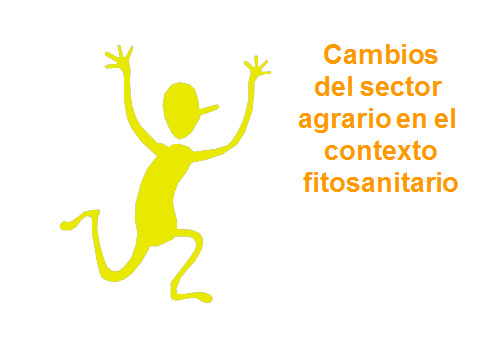 Cambios
del sector
agrario en el
contexto
fitosanitario